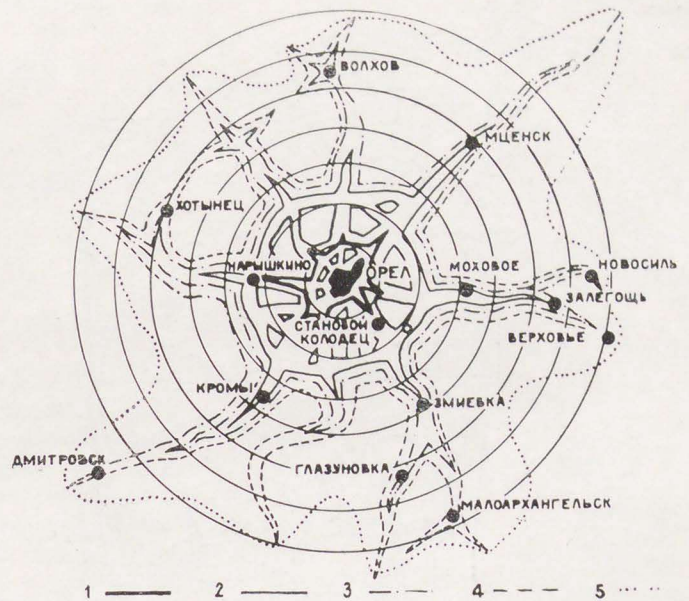 ВОЛХОВ
МЦЕНСК
ХОТЫНЕЦ
НАРЫШКИНО
ОРЕЛ
МОХОВОЕ
НОВОСИЛЬ
ЗАЛЕГОЩЬ
СТАНОВОЙ
КОЛОДЕЦ
ВЕРХОВЬЕ
КРОМЫ
ЗМИЕВКА
ДМИТРОВСК
ГЛАЗУНОВКА
МАЛОАРХАНГЕЛЬСК
1 2 3 4 5